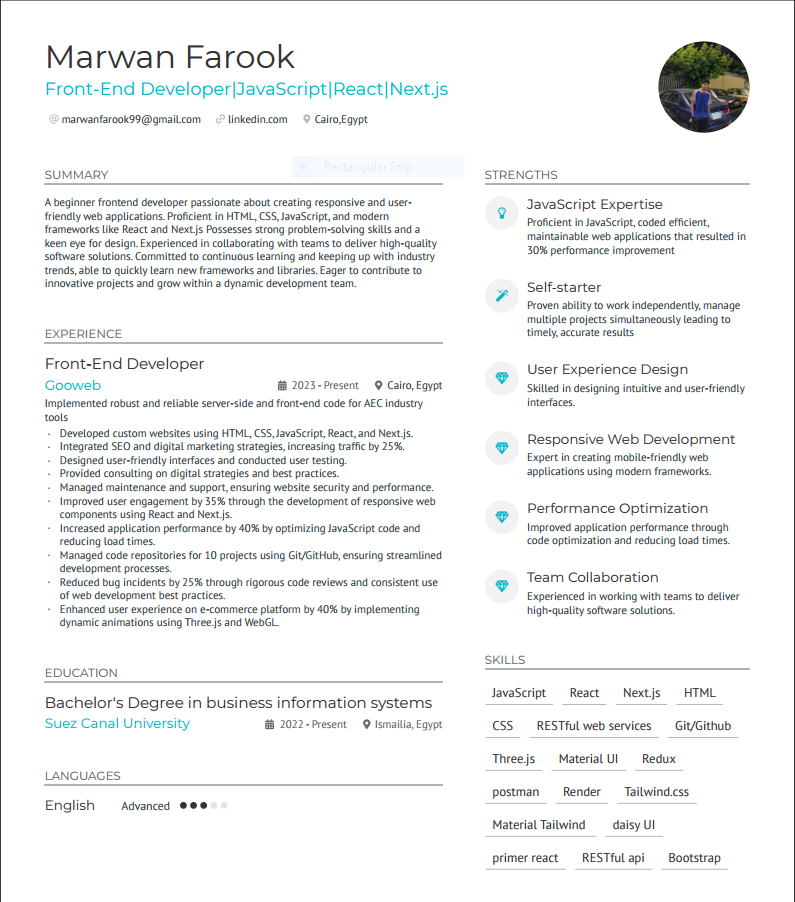 Marwan Farook
Front-End Developer|JavaScript|React|Next.js
marwanfarook99@gmail.com linkedin.com Cairo,Egypt
Rectangular Snip
SUMMARY
A beginner frontend developer passionate about creating responsive and user-
friendly web applications. Proficient in HTML, CSS, JavaScript, and modern
frameworks like React and Next.js Possesses strong problem-solving skills and a
keen eye for design. Experienced in collaborating with teams to deliver high-quality
software solutions. Committed to continuous learning and keeping up with industry
trends, able to quickly learn new frameworks and libraries. Eager to contribute to
innovative projects and grow within a dynamic development team.
EXPERIENCE
Front-End Developer
Gooweb 2023 - Present Cairo, Egypt
Implemented robust and reliable server-side and front-end code for AEC industry
tools
· Developed custom websites using HTML, CSS, JavaScript, React, and Next.js.
· Integrated SEO and digital marketing strategies, increasing traffic by 25%.
· Designed user-friendly interfaces and conducted user testing.
· Provided consulting on digital strategies and best practices.
· Managed maintenance and support, ensuring website security and performance.
· Improved user engagement by 35% through the development of responsive web
components using React and Next.js.
· Increased application performance by 40% by optimizing JavaScript code and
reducing load times.
· Managed code repositories for 10 projects using Git/GitHub, ensuring streamlined
development processes.
· Reduced bug incidents by 25% through rigorous code reviews and consistent use
of web development best practices.
· Enhanced user experience on e-commerce platform by 40% by implementing
dynamic animations using Three.js and WebGL.
EDUCATION
Bachelor's Degree in business information systems
Suez Canal University 2022 - Present Ismailia, Egypt
LANGUAGES
English Advanced
STRENGTHS
JavaScript Expertise
Proficient in JavaScript, coded efficient,
maintainable web applications that resulted in
30% performance improvement
Self-starter
Proven ability to work independently, manage
multiple projects simultaneously leading to
timely, accurate results
User Experience Design
Skilled in designing intuitive and user-friendly
interfaces.
Responsive Web Development
Expert in creating mobile-friendly web
applications using modern frameworks.
Performance Optimization
Improved application performance through
code optimization and reducing load times.
Team Collaboration
Experienced in working with teams to deliver
high-quality software solutions.
SKILLS
JavaScript React Next.js HTML
CSS RESTful web services Git/Github
Three.js Material UI Redux
postman Render Tailwind.css
Material Tailwind daisy UI
primer react RESTful api Bootstrap